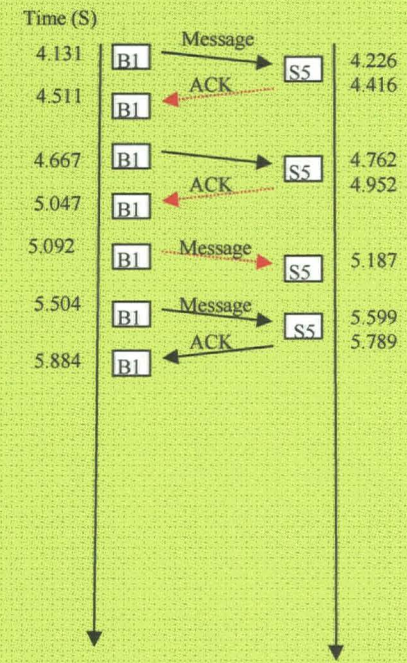 Time (S)
Message
4.131 B1 S5 4.226
ACK 4.416
4.511 B1
4.667 B1 S5 4.762
ACK 4.952
5.047 B1
5.092 B1 Message S5 5.187
5.504 B1 Message S5 5.599
ACK 5.789
5.884 B1